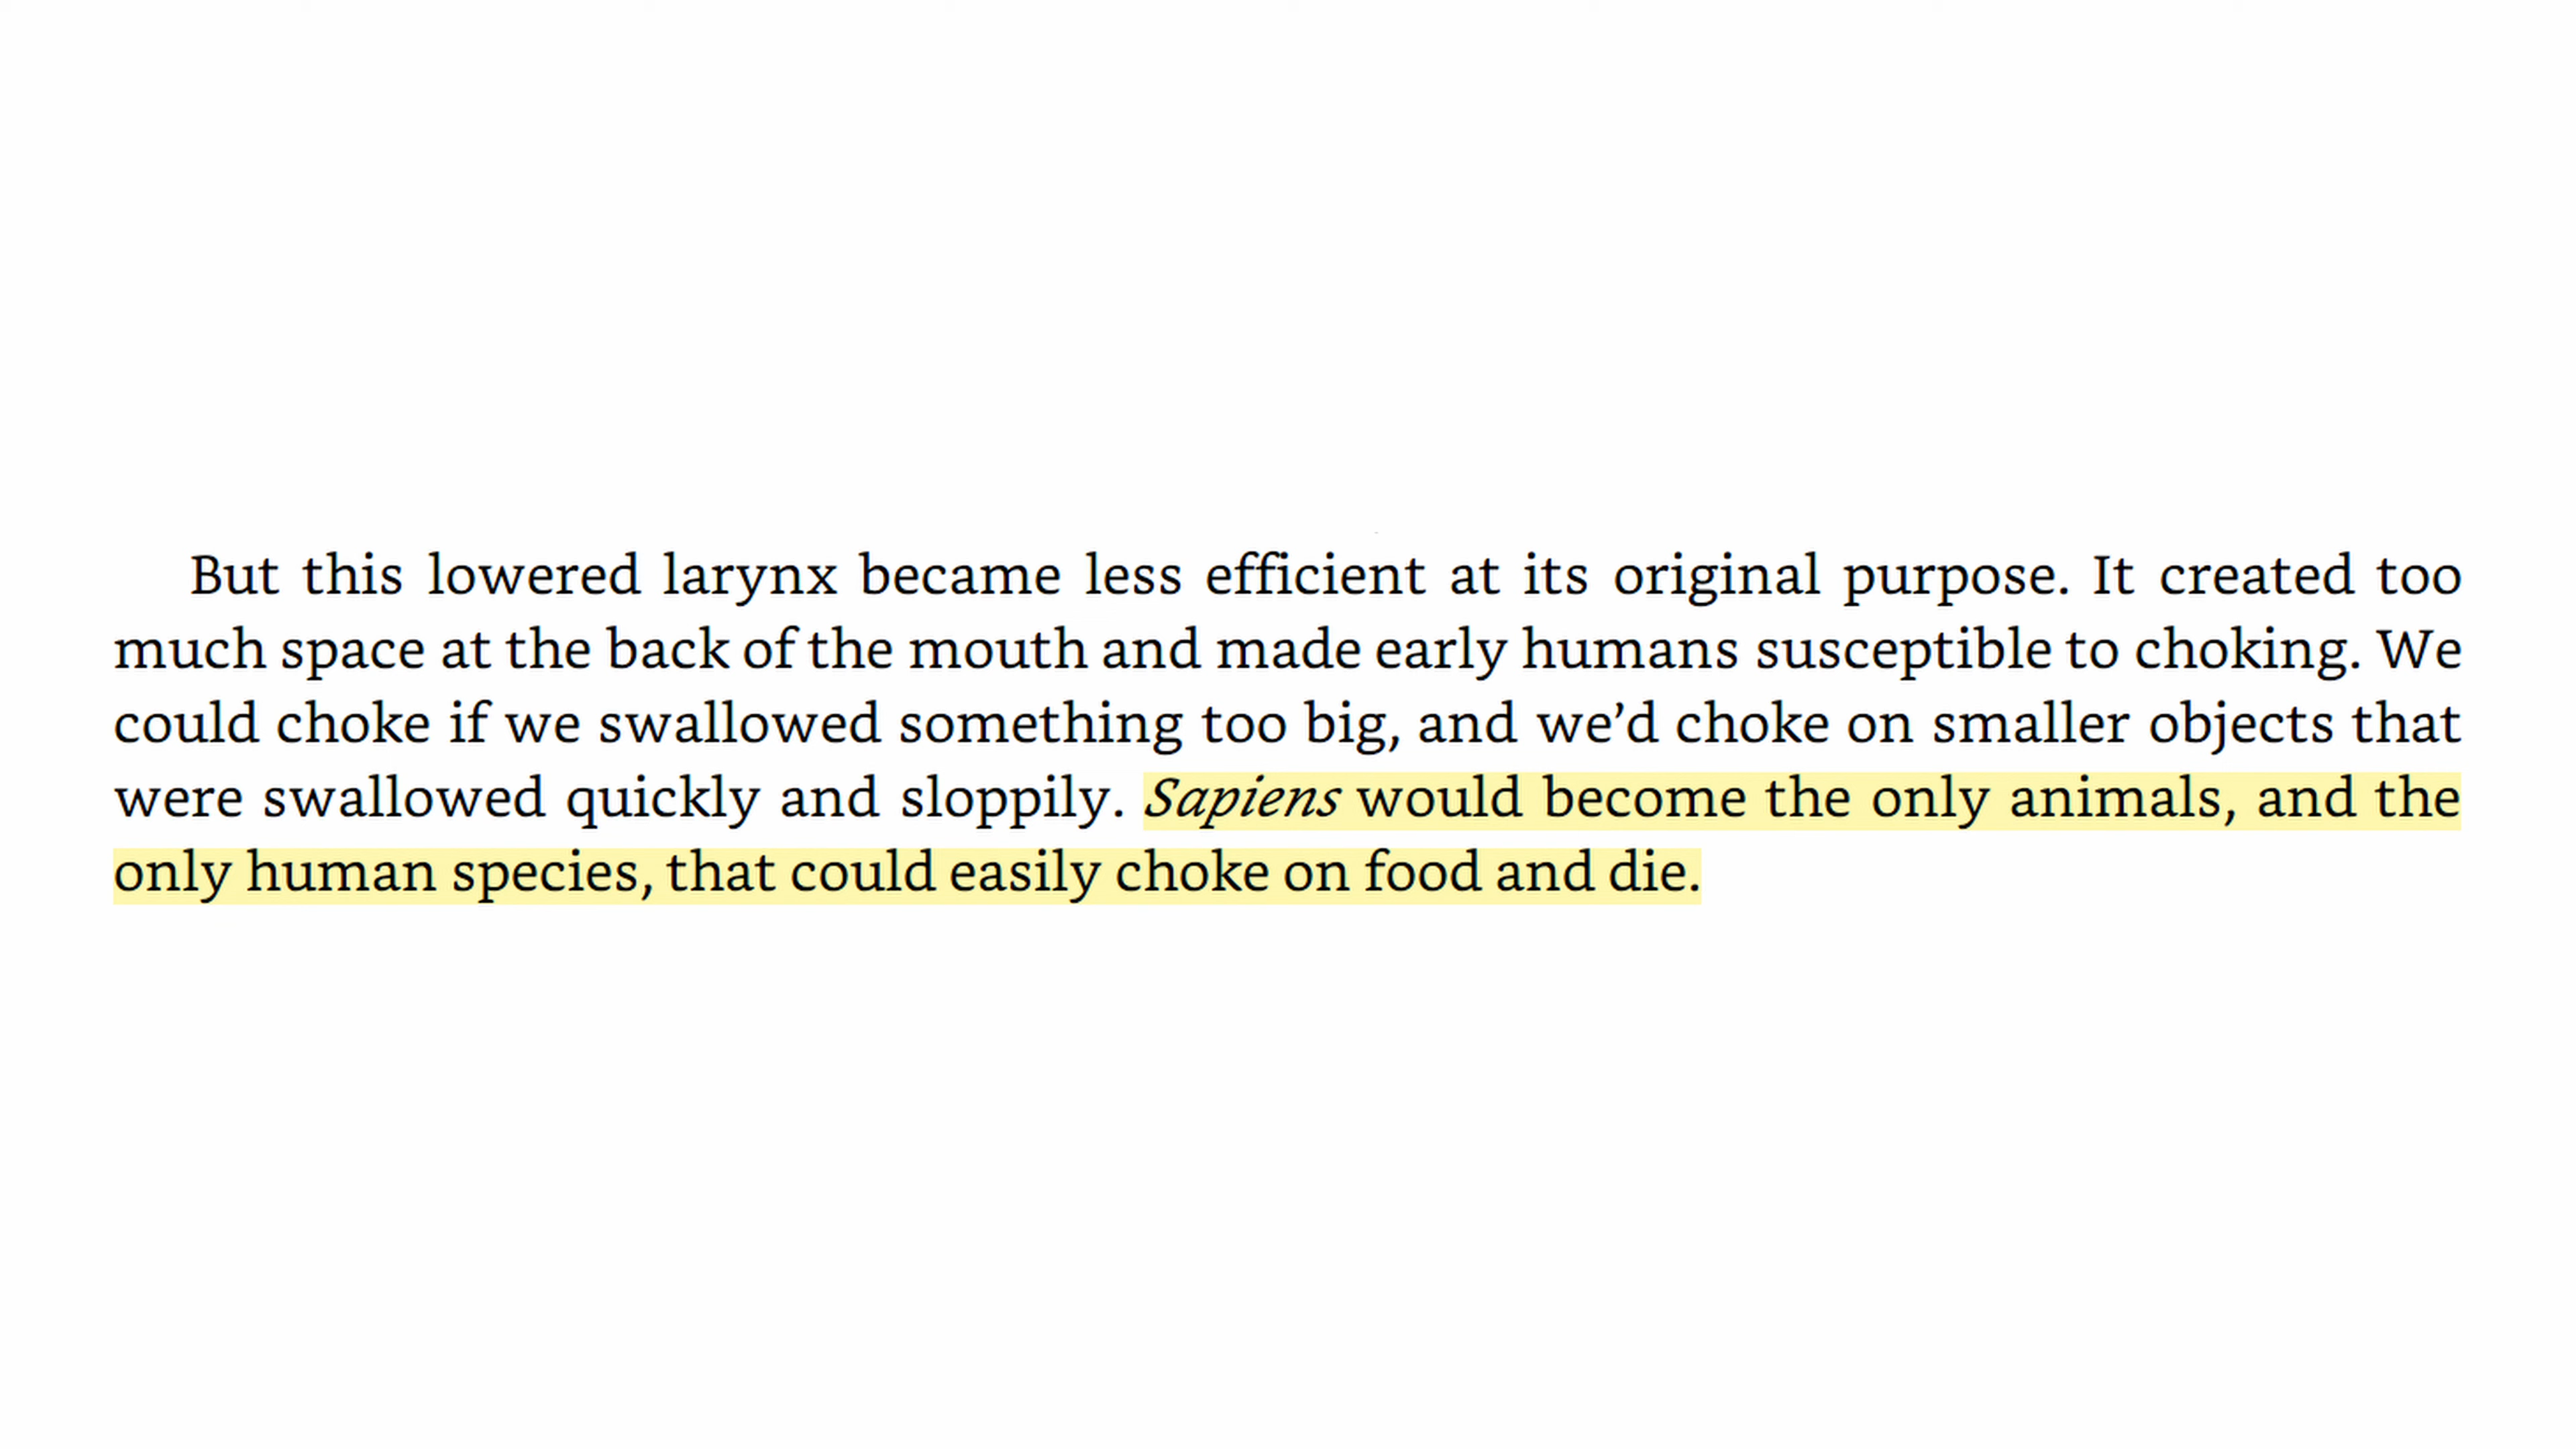 But this lowered larynx became less efficient at its original purpose. It created too
much space at the back of the mouth and made early humans susceptible to choking. We
could choke if we swallowed something too big, and we’d choke on smaller objects that
were swallowed quickly and sloppily. Sapiens would become the only animals, and the
only human species, that could easily choke on food and die.